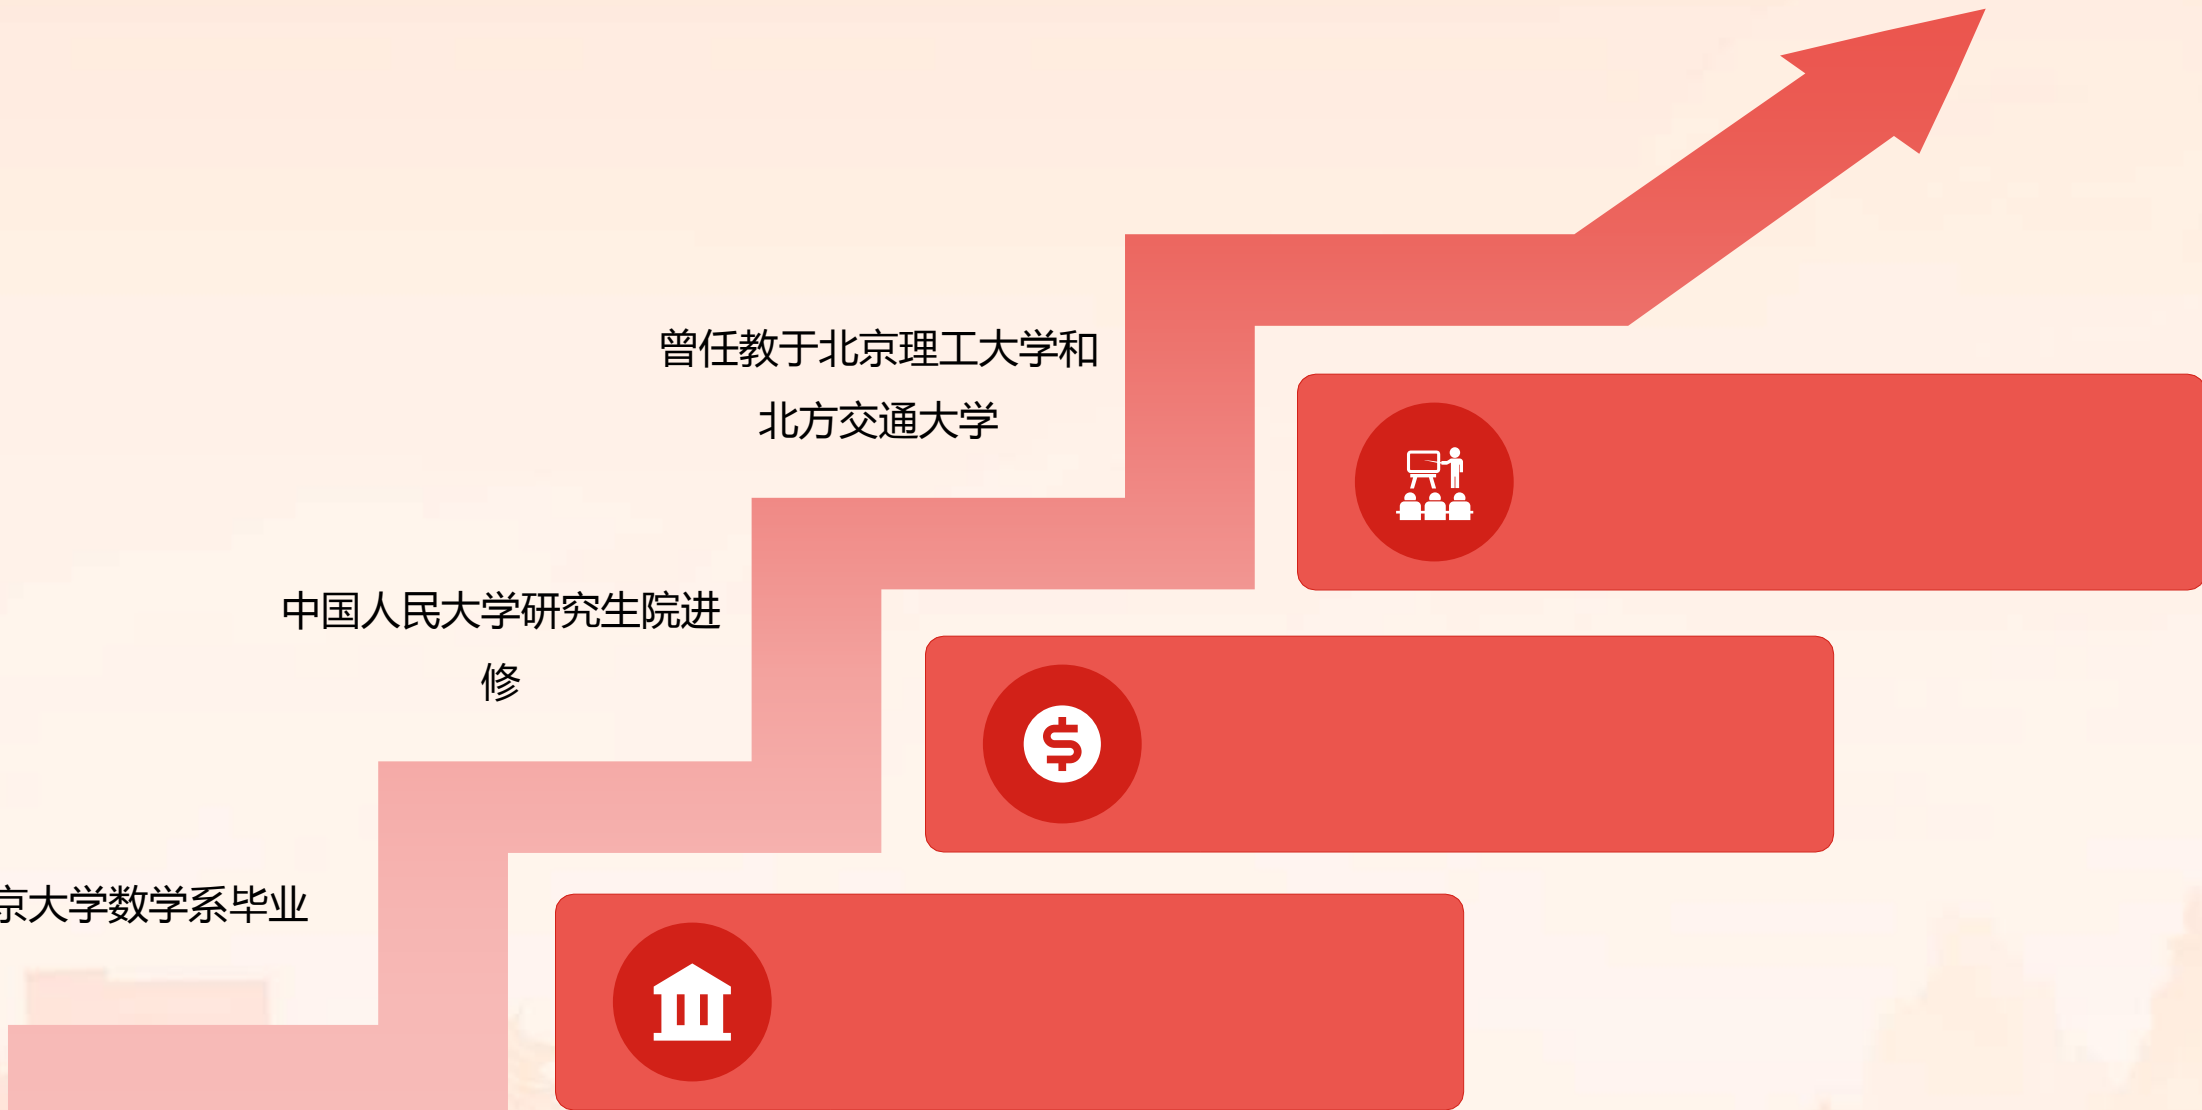 曾任教于北京理工大学和
北方交通大学
中国人民大学研究生院进
修
京大学数学系毕业